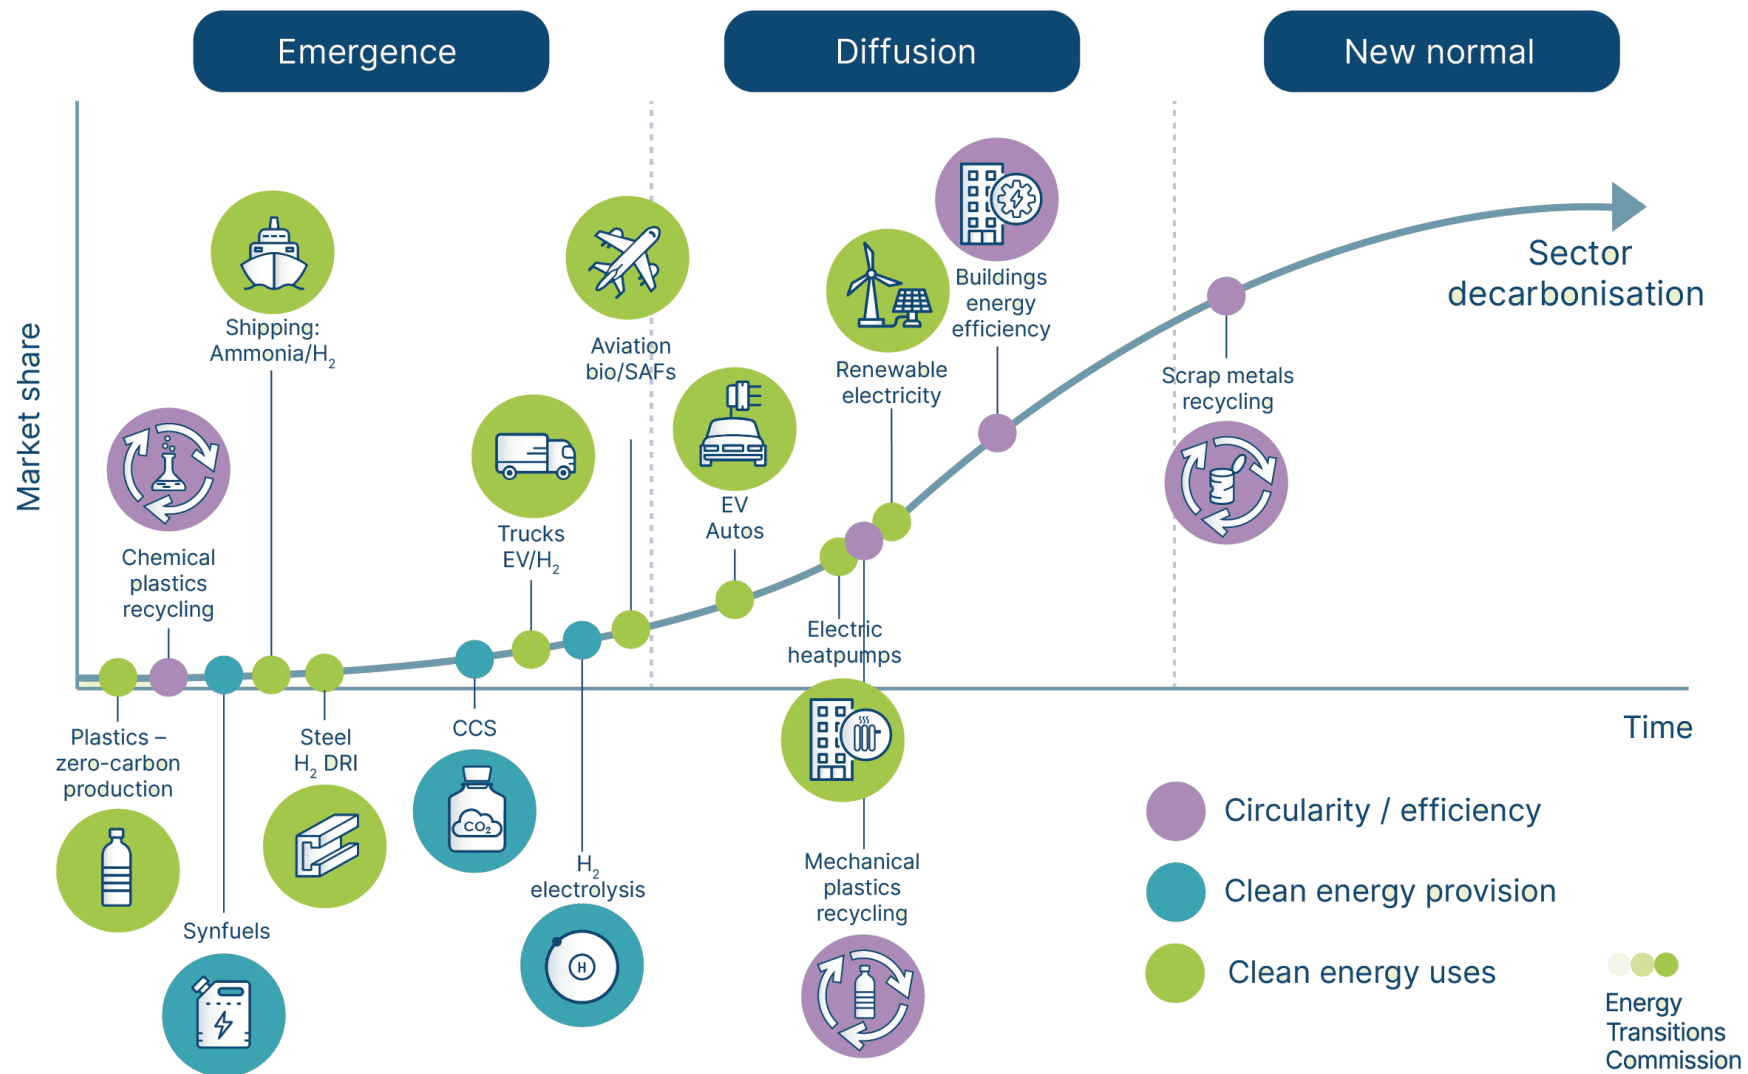 Emergence
Diffusion
New normal
Market share
Shipping:
Ammonia/H₂
Chemical
plastics
recycling
Trucks
EV/H₂
Aviation
bio/SAFs
EV
Autos
Renewable
electricity
Buildings
energy
efficiency
Scrap metals
recycling
Sector
decarbonisation
Electric
heatpumps
Time
Plastics –
zero-carbon
production
Synfuels
Steel
H₂ DRI
CCS
CO₂
H₂
electrolysis
H
Mechanical
plastics
recycling
Circularity / efficiency
Clean energy provision
Clean energy uses
Energy
Transitions
Commission